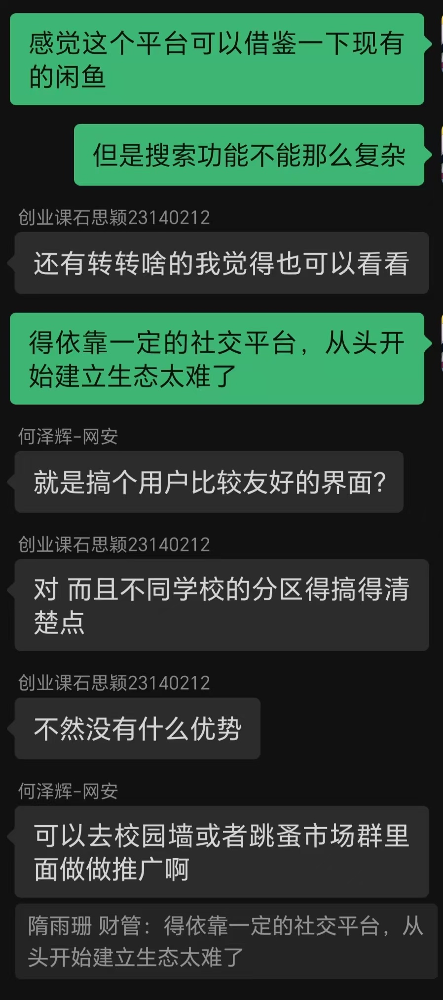 感觉这个平台可以借鉴一下现有
的闲鱼
但是搜索功能不能那么复杂
创业课石思颖23140212
还有转转啥的我觉得也可以看看
得依靠一定的社交平台，从头开
始建立生态太难了
何泽辉-网安
就是搞个用户比较友好的界面?
创业课石思颖23140212
对 而且不同学校的分区得搞得清
楚点
创业课石思颖23140212
不然没有什么优势
何泽辉-网安
可以去校园墙或者跳蚤市场群里
面做做推广啊
隋雨珊 财管：得依靠一定的社交平台，从
头开始建立生态太难了